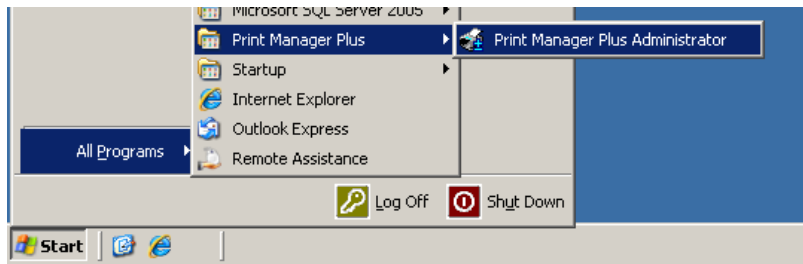 Microsoft SQL Server 2005
Print Manager Plus
Print Manager Plus Administrator
Startup
Internet Explorer
Outlook Express
All Programs
Remote Assistance
Log Off
Shut Down
Start